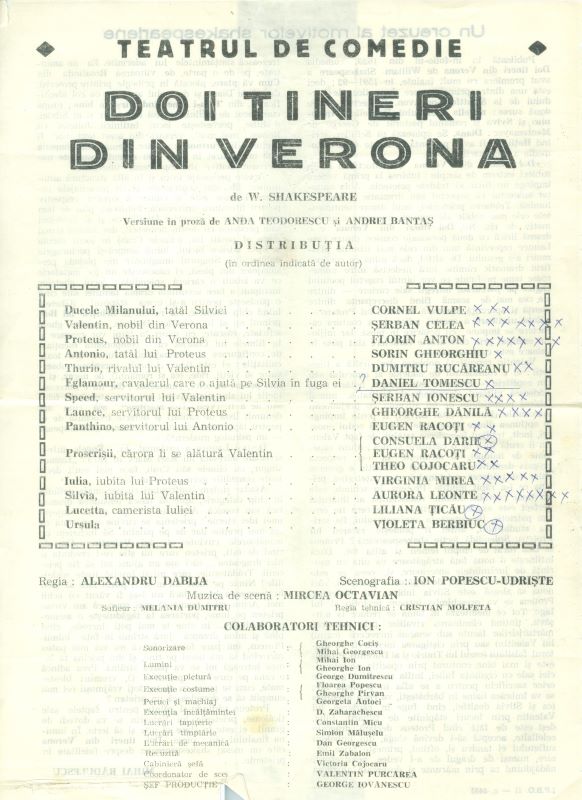 TEATRUL DE COMEDIE
DOI TINERI
DIN VERONA
de W. SHAKESPEARE
Versiune în proză de ANDA TEODORESCU și ANDREI BANTAȘ
DISTRIBUȚIA
(în ordinea indicată de autor)
Ducele Milanului, tatăl Silviei . . . . CORNEL VULPE x x x
Valentin, nobil din Verona . . . . ȘERBAN CELEA x x x x x x x
Proteus, nobil din Verona . . . . FLORIN ANTON x x x x x x x
Antonio, tatăl lui Proteus . . . . SORIN GHEORGHIU x
Thurio, rivalul lui Valentin . . . . DUMITRU RUCĂREANU x x
Eglamour, cavalerul care o ajută pe Silvia în fuga ei ? DANIEL TOMESCU x
Speed, servitorul lui Valentin . . . . ȘERBAN IONESCU x x x x
Launce, servitorul lui Proteus . . . . GHEORGHE DĂNILĂ x x x x
Panthino, servitorul lui Antonio . . . . EUGEN RACOȚI x x
Proscrișii, cărora li se alătură Valentin . . CONSUELA DARIE x
EUGEN RACOȚI x x
THEO COJOCARU x x
Iulia, iubita lui Proteus . . . . VIRGINIA MIREA x x x x x
Silvia, iubita lui Valentin . . . . AURORA LEONTE x x x x x x x
Lucetta, camerista Iuliei . . . . LILIANA ȚICĂU x
Ursula . . . . VIOLETA BERBIUC x
Regia : ALEXANDRU DABIJA Scenografia : ION POPESCU-UDRIȘTE
Muzica de scenă : MIRCEA OCTAVIAN
Sufleur : MELANIA DUMITRU Regia tehnică : CRISTIAN MOLFETA
COLABORATORI TEHNICI :
Sonorizare : Gheorghe Cociș
Mihai Georgescu
Lumini : Mihai Ion
Gheorghe Ion
Execuție pictură : George Dumitrescu
Execuție costume : Floarea Popescu
Gheorghe Pirvan
Peruci și machiaj : Georgeta Antoci
Execuția încălțămintei : D. Zaharachescu
Lucrări tapițerie : Constantin Micu
Lucrări tîmplărie : Simion Mălușelu
Lucrări de mecanică : Dan Georgescu
Recuzita : Emil Zabalon
Cabinieră șefă : Victoria Cojocaru
Coordonator de scenă : VALENTIN PURCAREA
ȘEF PRODUCȚIE : GEORGE IOVĂNESCU